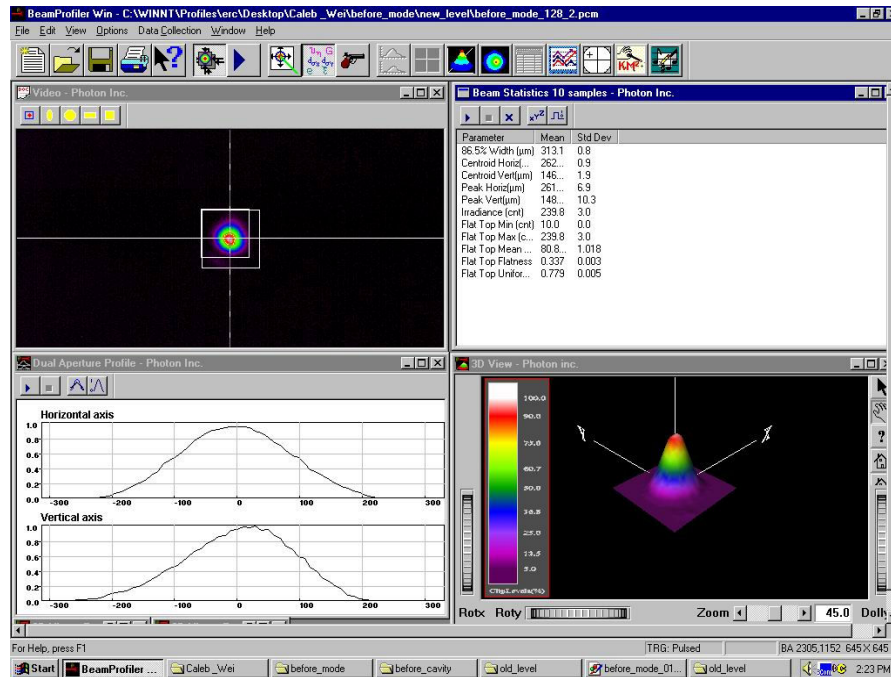 BeamProfiler Win - C:\WINNT\Profiles\erc\Desktop\Caleb _Wei\before_mode\new_level\before_mode_128_2.pcm
File Edit View Options Data Collection Window Help
Video - Photon Inc.
Beam Statistics 10 samples - Photon Inc.
Parameter Mean Std Dev
86.5% Width (µm) 313.1 0.8
Centroid Horiz(... 262... 0.9
Centroid Vert(µm) 146... 1.9
Peak Horiz(µm) 261... 6.9
Peak Vert(µm) 148... 10.3
Irradiance (cnt) 239.8 3.0
Flat Top Min (cnt) 10.0 0.0
Flat Top Max (c... 239.8 3.0
Flat Top Mean ... 80.8... 1.018
Flat Top Flatness 0.337 0.003
Flat Top Unifor... 0.779 0.005
Dual Aperture Profile - Photon Inc.
Horizontal axis
1.0
0.8
0.6
0.4
0.2
0.0
-300 -200 -100 0 100 200 300
Vertical axis
1.0
0.8
0.6
0.4
0.2
0.0
-300 -200 -100 0 100 200 300
3D View - Photon inc.
100.0
90.0
60.7
50.0
25.0
13.5
5.0
Rotx Roty Zoom 45.0 Dolly
For Help, press F1 TRG: Pulsed BA 2305,1152 645 X 645
Start BeamProfiler ... Caleb _Wei before_mode before_cavity old_level before_mode_01... old_level 2:23 PM